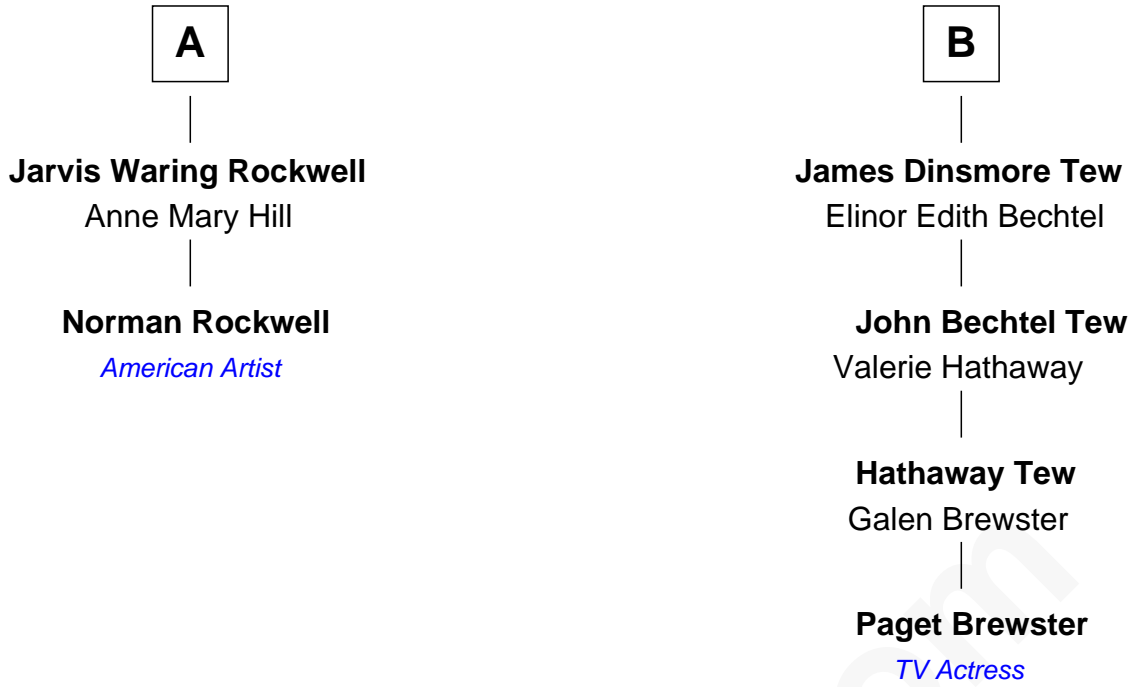 A
Jarvis Waring Rockwell
Anne Mary Hill
Norman Rockwell
American Artist
B
James Dinsmore Tew
Elinor Edith Bechtel
John Bechtel Tew
Valerie Hathaway
Hathaway Tew
Galen Brewster
Paget Brewster
TV Actress